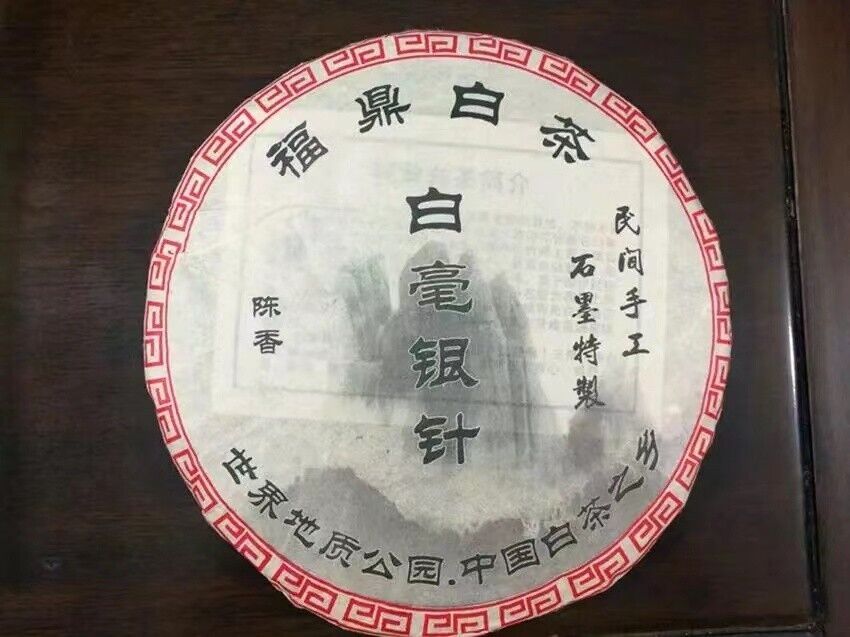 福鼎白茶
白毫银针
民间手工
石墨特製
陈香
世界地质公园.中国白茶之乡